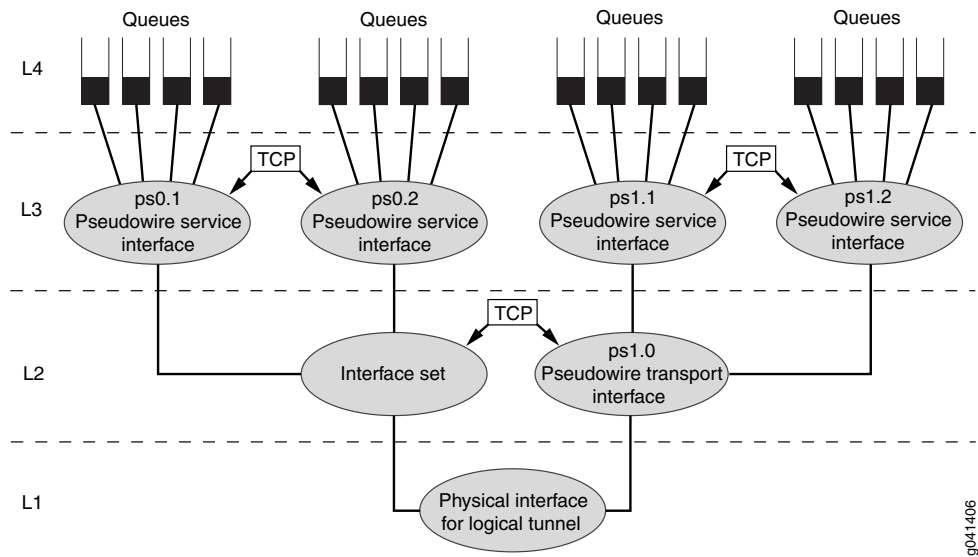 Queues
Queues
Queues
Queues
L4
TCP
TCP
L3
ps0.1
Pseudowire service
interface
ps0.2
Pseudowire service
interface
ps1.1
Pseudowire service
interface
ps1.2
Pseudowire service
interface
TCP
L2
Interface set
ps1.0
Pseudowire transport
interface
L1
Physical interface
for logical tunnel
g041406